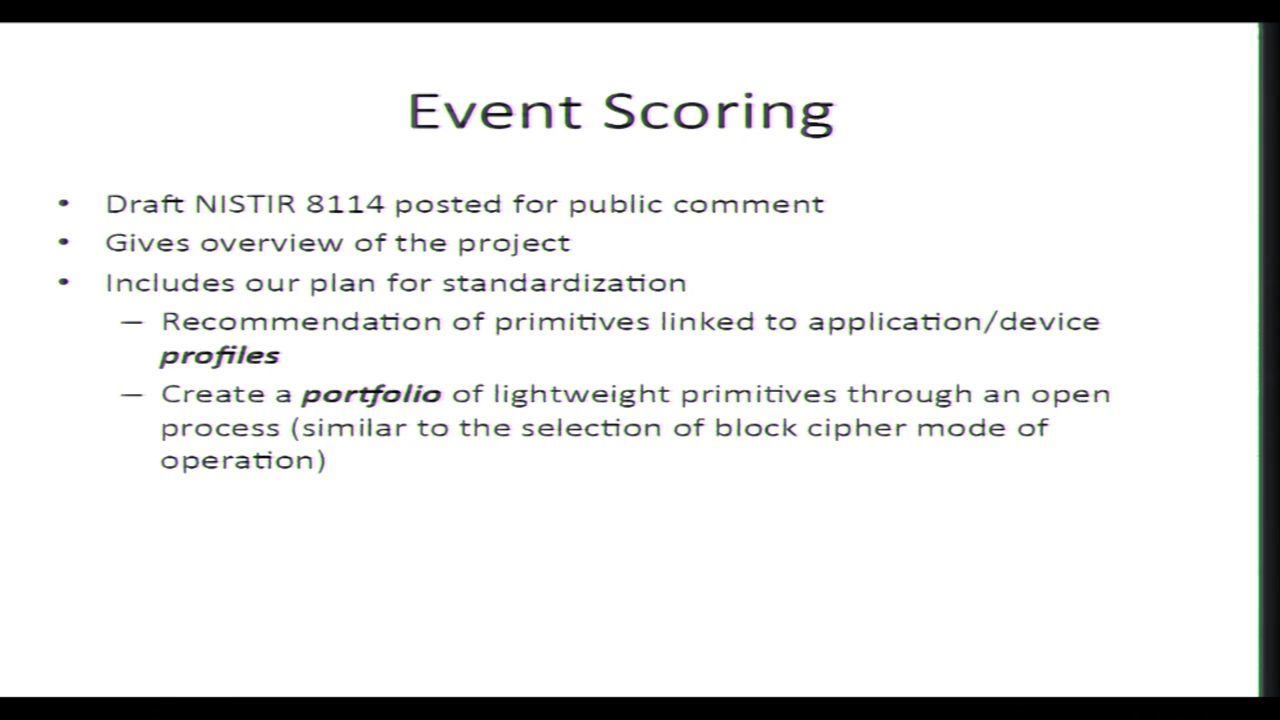 Event Scoring
• Draft NISTIR 8114 posted for public comment
• Gives overview of the project
• Includes our plan for standardization
– Recommendation of primitives linked to application/device
profiles
– Create a portfolio of lightweight primitives through an open
process (similar to the selection of block cipher mode of
operation)